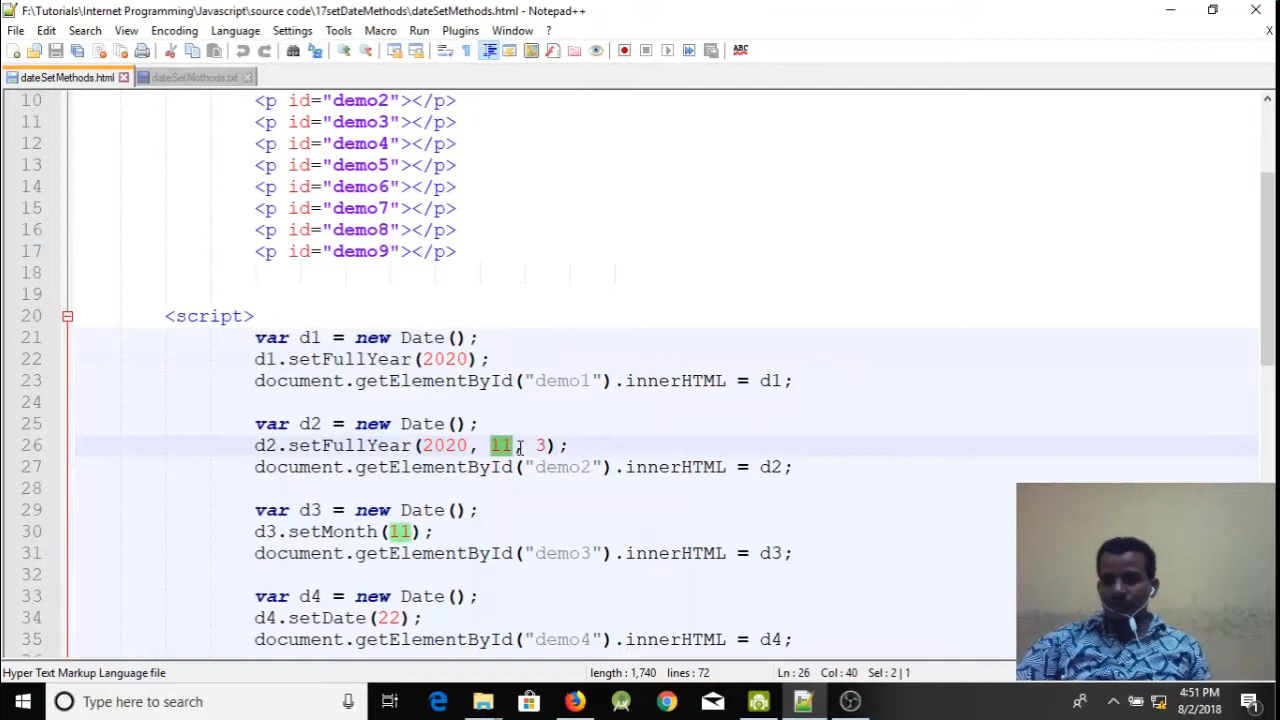 F:\Tutorials\Internet Programming\Javascript\source code\17setDateMethods\dateSetMethods.html - Notepad++
File Edit Search View Encoding Language Settings Tools Macro Run Plugins Window ? X
ABC
dateSetMethods.html dateSetMothods.txt
10 <p id="demo2"></p>
11 <p id="demo3"></p>
12 <p id="demo4"></p>
13 <p id="demo5"></p>
14 <p id="demo6"></p>
15 <p id="demo7"></p>
16 <p id="demo8"></p>
17 <p id="demo9"></p>
18
19
20 <script>
21 var d1 = new Date();
22 d1.setFullYear(2020);
23 document.getElementById("demo1").innerHTML = d1;
24
25 var d2 = new Date();
26 d2.setFullYear(2020, 11, 3);
27 document.getElementById("demo2").innerHTML = d2;
28
29 var d3 = new Date();
30 d3.setMonth(11);
31 document.getElementById("demo3").innerHTML = d3;
32
33 var d4 = new Date();
34 d4.setDate(22);
35 document.getElementById("demo4").innerHTML = d4;
Hyper Text Markup Language file length : 1,740 lines : 72 Ln : 26 Col : 40 Sel : 2 | 1
Type here to search
4:51 PM
8/2/2018